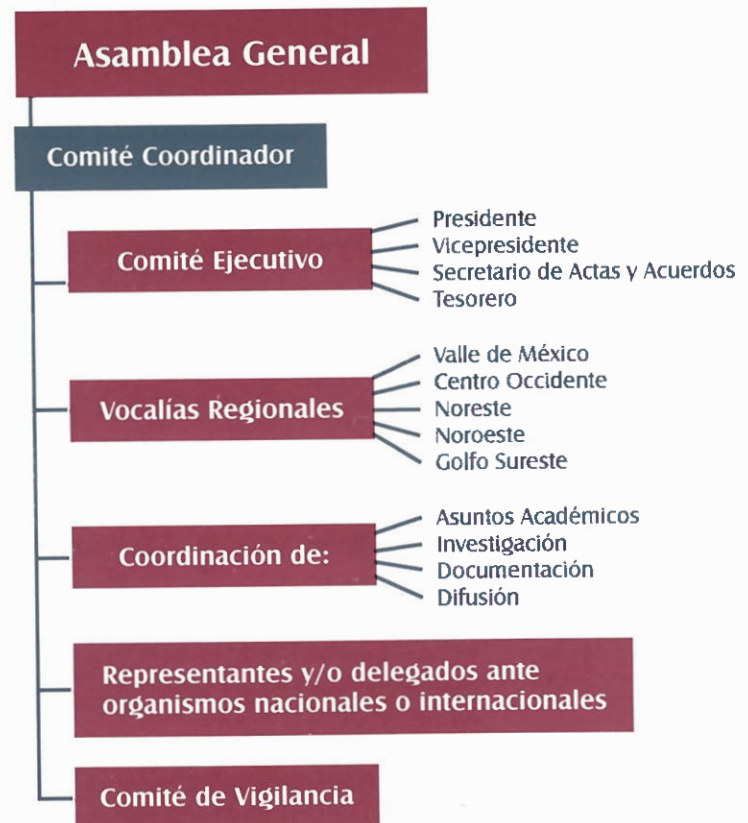 Asamblea General
Comité Coordinador
Comité Ejecutivo
Presidente
Vicepresidente
Secretario de Actas y Acuerdos
Tesorero
Vocalías Regionales
Valle de México
Centro Occidente
Noreste
Noroeste
Golfo Sureste
Coordinación de:
Asuntos Académicos
Investigación
Documentación
Difusión
Representantes y/o delegados ante
organismos nacionales o internacionales
Comité de Vigilancia